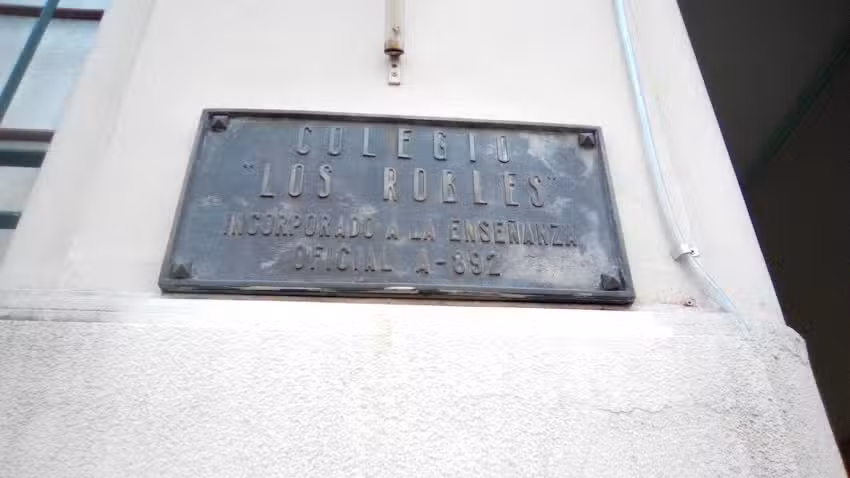 COLEGIO
"LOS ROBLES"
INCORPORADO A LA ENSEÑANZA
OFICIAL A-892